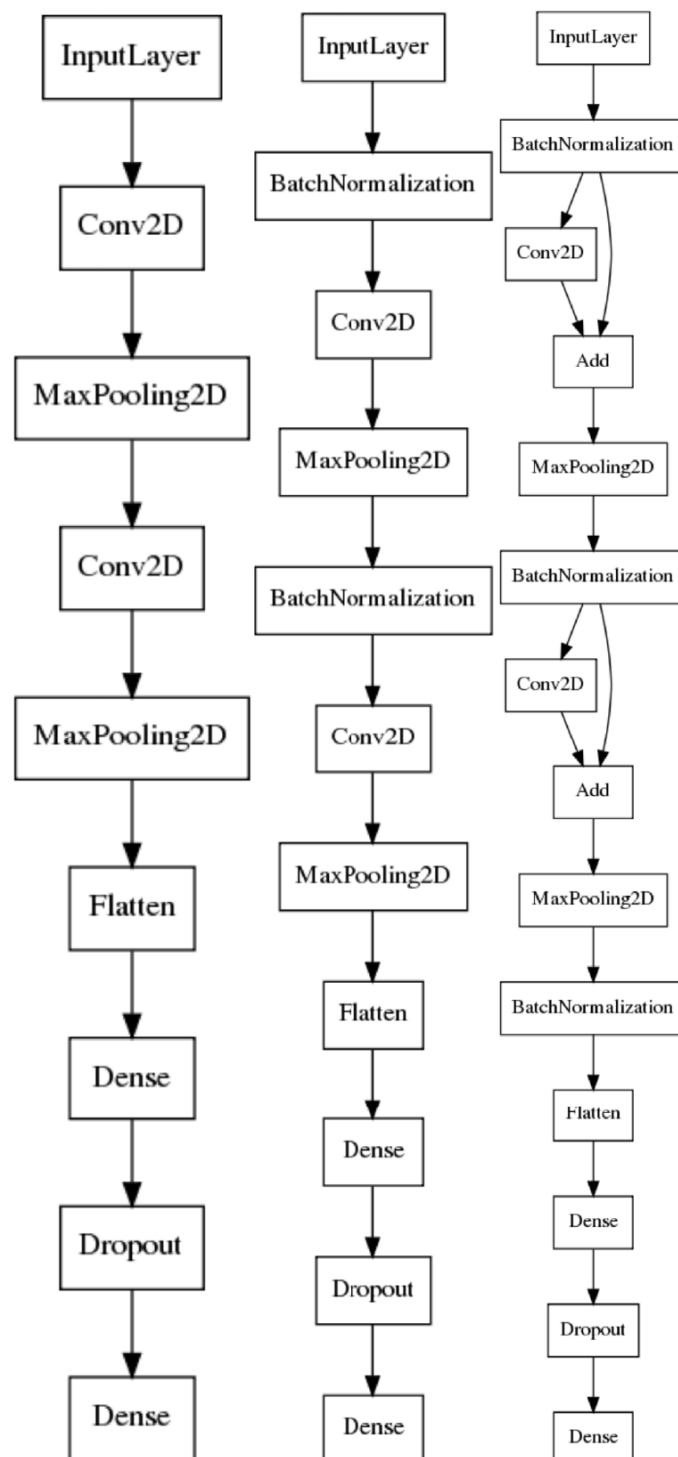 InputLayer
Conv2D
MaxPooling2D
Conv2D
MaxPooling2D
Flatten
Dense
Dropout
Dense
InputLayer
BatchNormalization
Conv2D
MaxPooling2D
BatchNormalization
Conv2D
MaxPooling2D
Flatten
Dense
Dropout
Dense
InputLayer
BatchNormalization
Conv2D
Add
MaxPooling2D
BatchNormalization
Conv2D
Add
MaxPooling2D
BatchNormalization
Flatten
Dense
Dropout
Dense